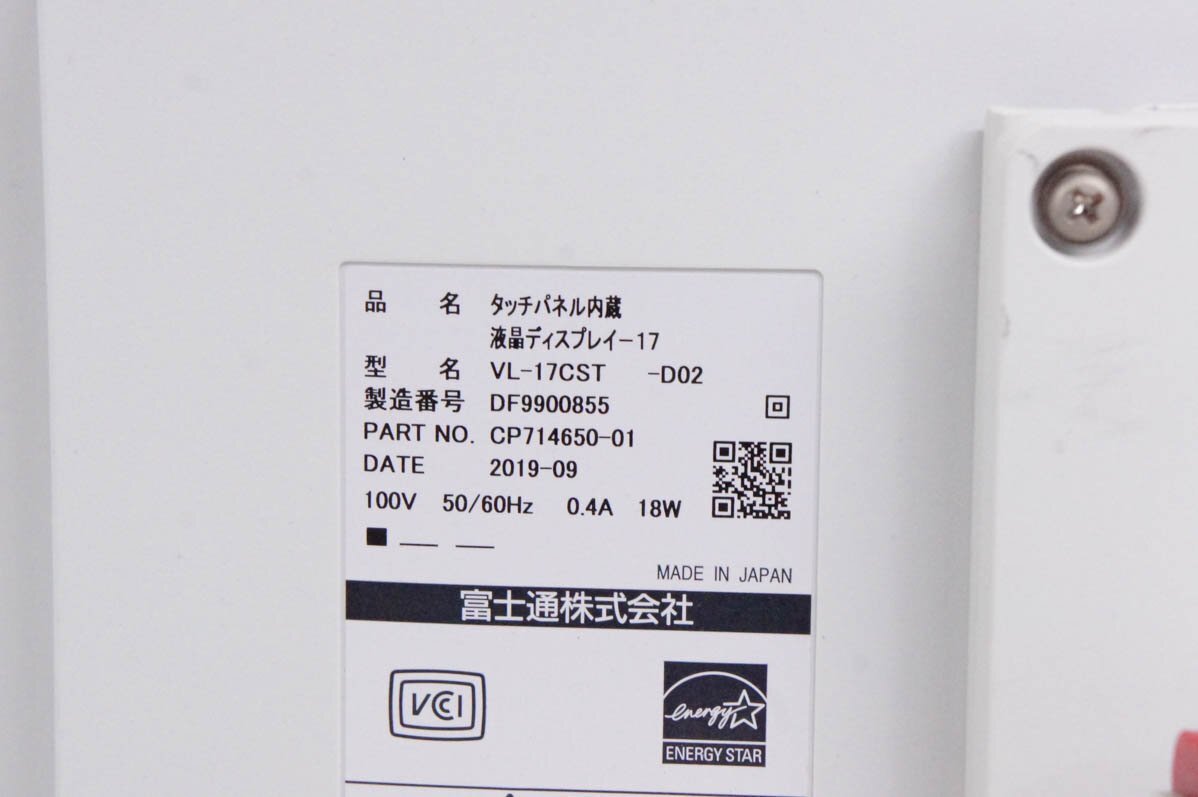 品 名 タッチパネル内蔵
液晶ディスプレイ-17
型 名 VL-17CST -D02
製造番号 DF9900855
PART NO. CP714650-01
DATE 2019-09
100V 50/60Hz 0.4A 18W
MADE IN JAPAN
富士通株式会社
VCCI
energy
ENERGY STAR